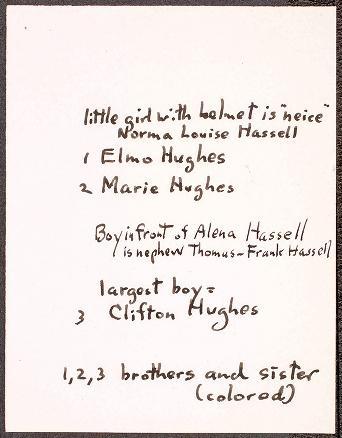 little girl with helmet is "neice"
Norma Louise Hassell
1 Elmo Hughes
2 Marie Hughes
Boy in front of Alena Hassell
is nephew Thomas - Frank Hassell
largest boy =
3 Clifton Hughes
1,2,3 brothers and sister
(colored)